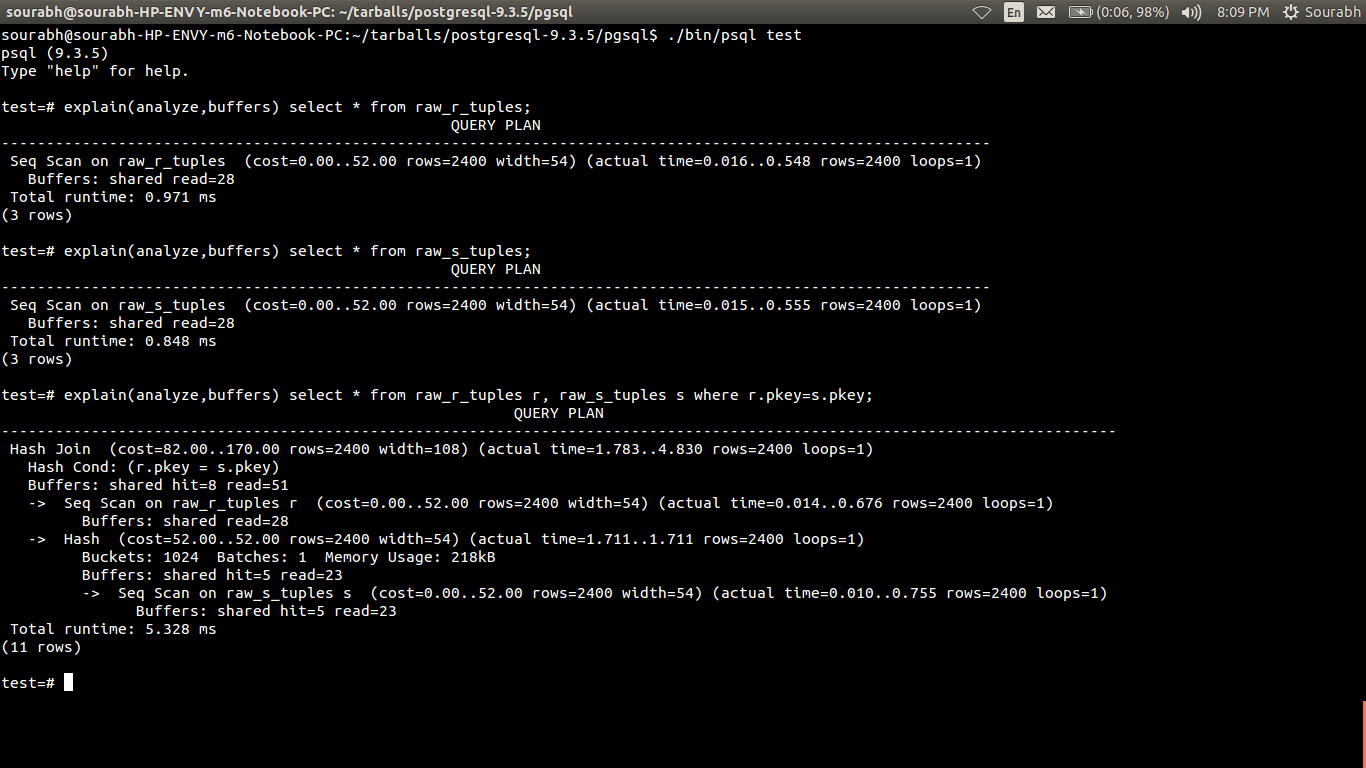 sourabh@sourabh-HP-ENVY-m6-Notebook-PC: ~/tarballs/postgresql-9.3.5/pgsql En (0:06, 98%) 8:09 PM Sourabh
sourabh@sourabh-HP-ENVY-m6-Notebook-PC:~/tarballs/postgresql-9.3.5/pgsql$ ./bin/psql test
psql (9.3.5)
Type "help" for help.
test=# explain(analyze,buffers) select * from raw_r_tuples;
QUERY PLAN
----------------------------------------------------------------------------------------------------------------
Seq Scan on raw_r_tuples  (cost=0.00..52.00 rows=2400 width=54) (actual time=0.016..0.548 rows=2400 loops=1)
Buffers: shared read=28
Total runtime: 0.971 ms
(3 rows)
test=# explain(analyze,buffers) select * from raw_s_tuples;
QUERY PLAN
----------------------------------------------------------------------------------------------------------------
Seq Scan on raw_s_tuples  (cost=0.00..52.00 rows=2400 width=54) (actual time=0.015..0.555 rows=2400 loops=1)
Buffers: shared read=28
Total runtime: 0.848 ms
(3 rows)
test=# explain(analyze,buffers) select * from raw_r_tuples r, raw_s_tuples s where r.pkey=s.pkey;
QUERY PLAN
----------------------------------------------------------------------------------------------------------------------------
Hash Join  (cost=82.00..170.00 rows=2400 width=108) (actual time=1.783..4.830 rows=2400 loops=1)
Hash Cond: (r.pkey = s.pkey)
Buffers: shared hit=8 read=51
->  Seq Scan on raw_r_tuples r  (cost=0.00..52.00 rows=2400 width=54) (actual time=0.014..0.676 rows=2400 loops=1)
Buffers: shared read=28
->  Hash  (cost=52.00..52.00 rows=2400 width=54) (actual time=1.711..1.711 rows=2400 loops=1)
Buckets: 1024  Batches: 1  Memory Usage: 218kB
Buffers: shared hit=5 read=23
->  Seq Scan on raw_s_tuples s  (cost=0.00..52.00 rows=2400 width=54) (actual time=0.010..0.755 rows=2400 loops=1)
Buffers: shared hit=5 read=23
Total runtime: 5.328 ms
(11 rows)
test=#